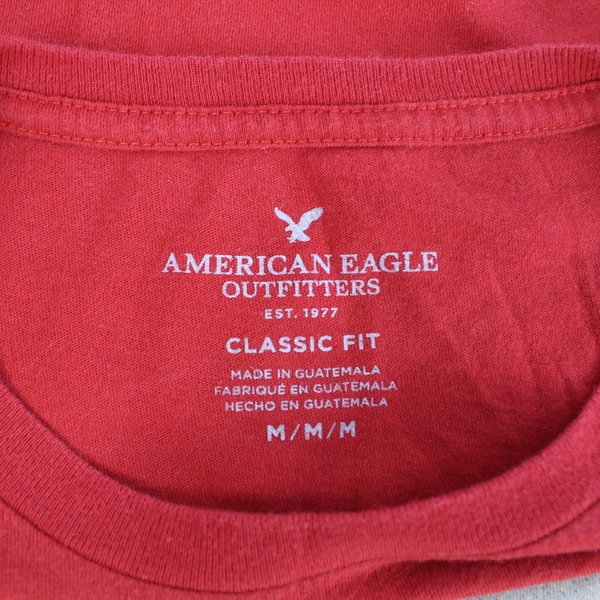 AMERICAN EAGLE
OUTFITTERS
EST. 1977
CLASSIC FIT
MADE IN GUATEMALA
FABRIQUÉ EN GUATEMALA
HECHO EN GUATEMALA
M/M/M